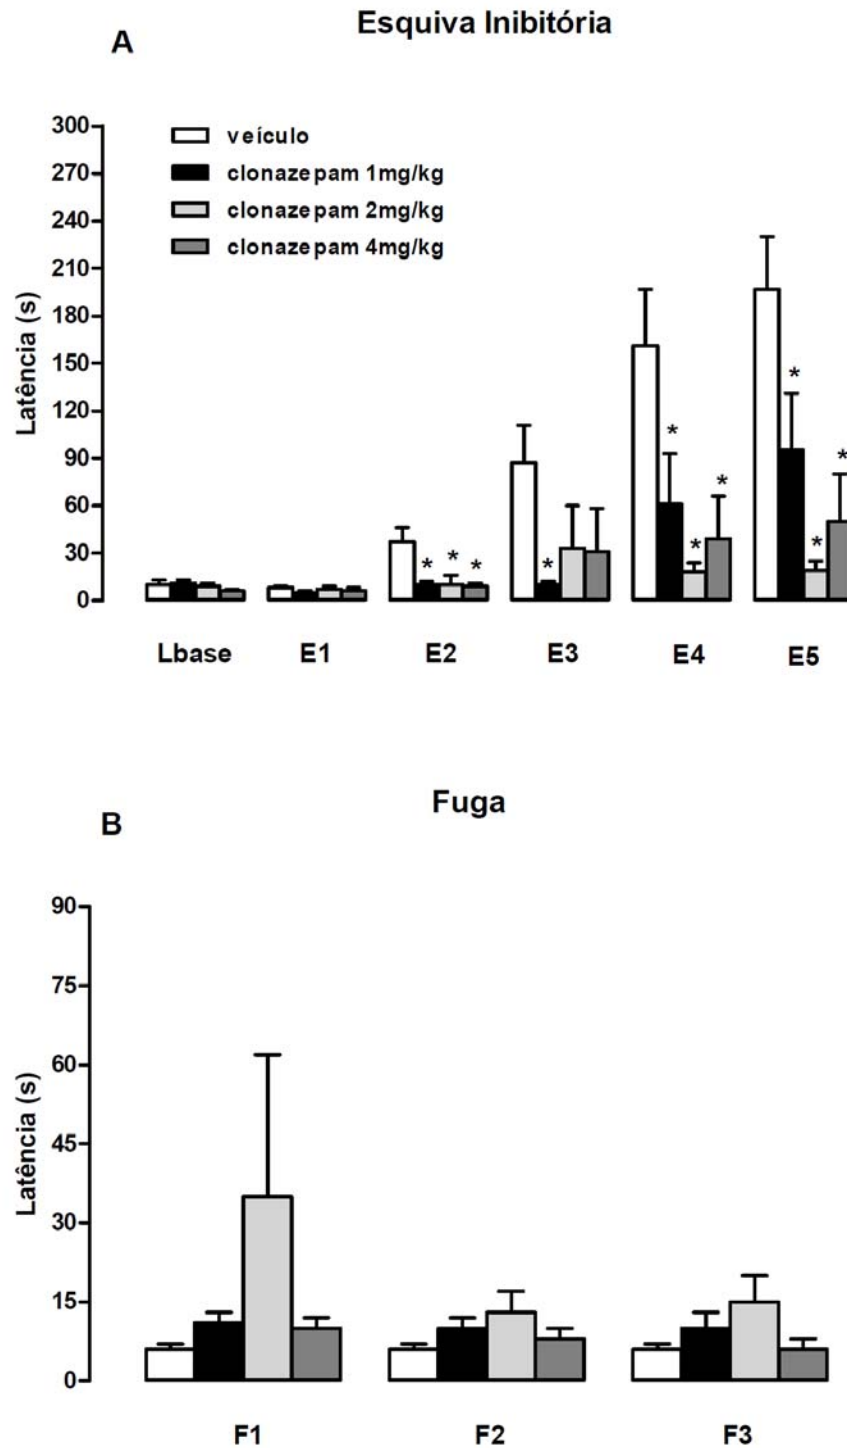 Esquiva Inibitória
A
300
270
240
210
180
150
120
90
60
30
0
Latência (s)
veículo
clonazepam 1mg/kg
clonazepam 2mg/kg
clonazepam 4mg/kg
* * *
*
* * *
* * *
Lbase E1 E2 E3 E4 E5
Fuga
B
90
75
60
45
30
15
0
Latência (s)
F1 F2 F3